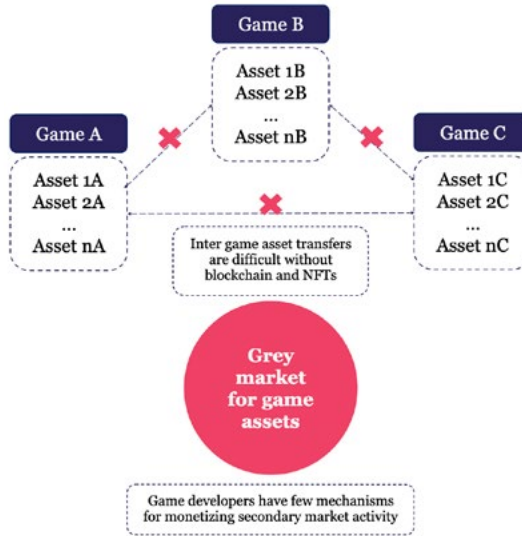 Game B
Asset 1B
Asset 2B
...
Asset nB
Game A
Asset 1A
Asset 2A
...
Asset nA
Game C
Asset 1C
Asset 2C
...
Asset nC
Inter game asset transfers
are difficult without
blockchain and NFTs
Grey
market
for game
assets
Game developers have few mechanisms
for monetizing secondary market activity